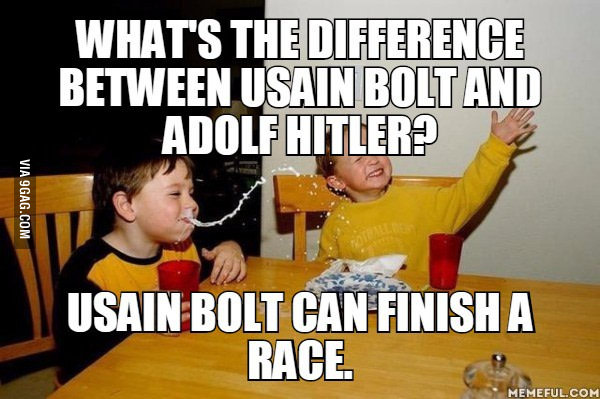 WHAT'S THE DIFFERENCE
BETWEEN USAIN BOLT AND
ADOLF HITLER?
VIA 9GAG.COM
USAIN BOLT CAN FINISH A
RACE.
MEMEFUL.COM